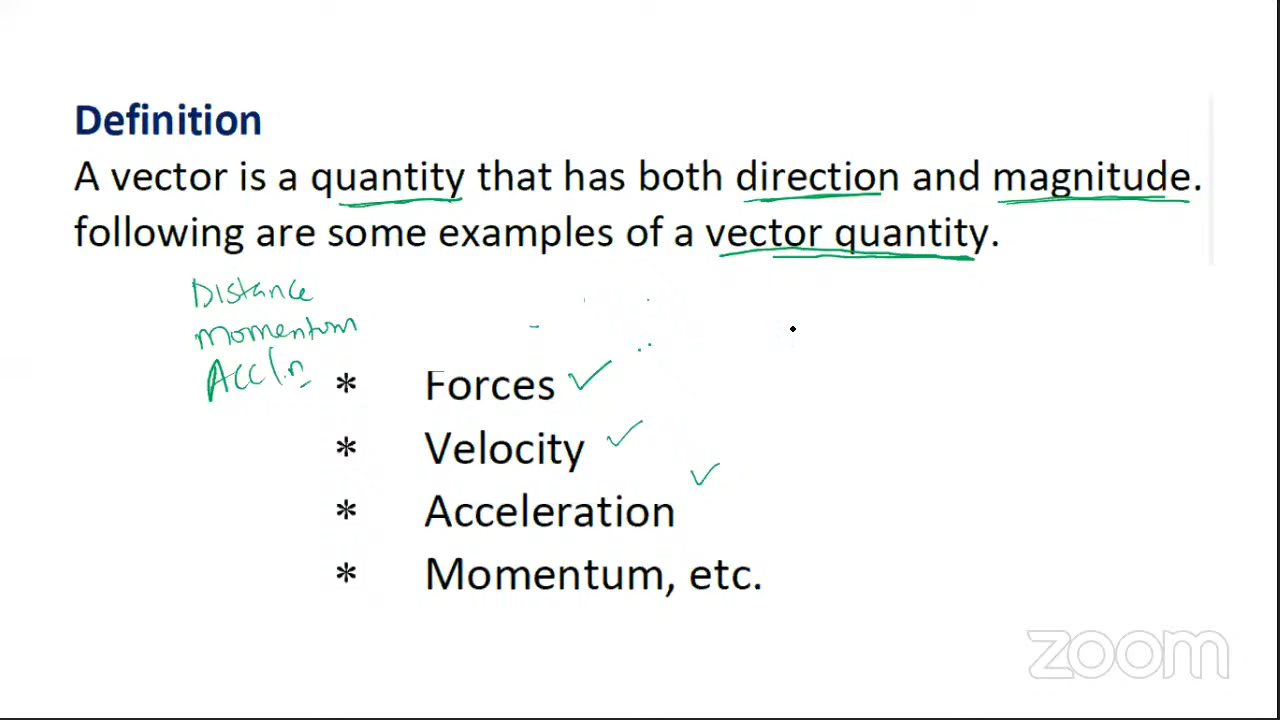 Definition
A vector is a quantity that has both direction and magnitude.
following are some examples of a vector quantity.
Distance
Momentum
Accln
* Forces
* Velocity
* Acceleration
* Momentum, etc.
zoom